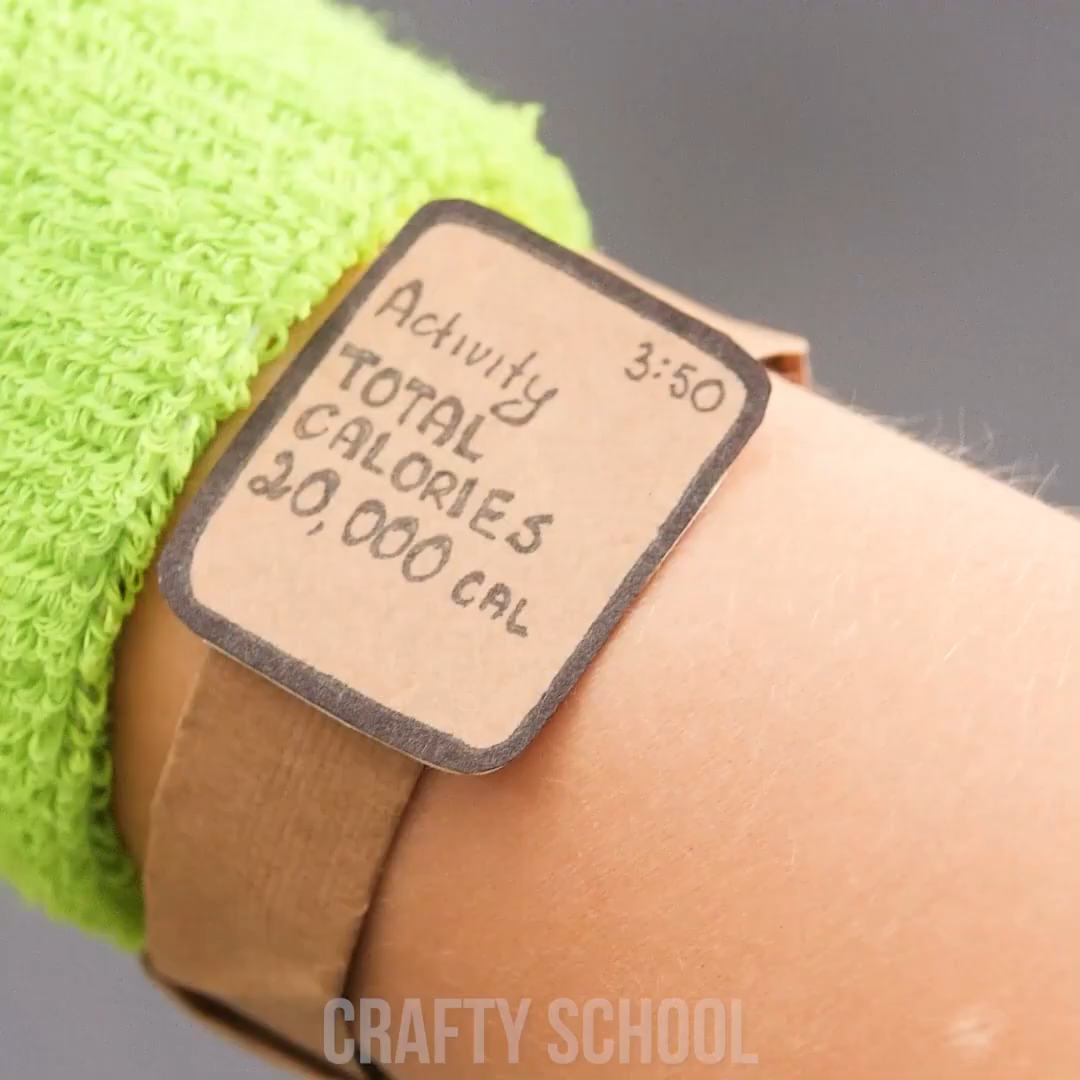 3:50
Activity
TOTAL
CALORIES
20,000 CAL
CRAFTY SCHOOL